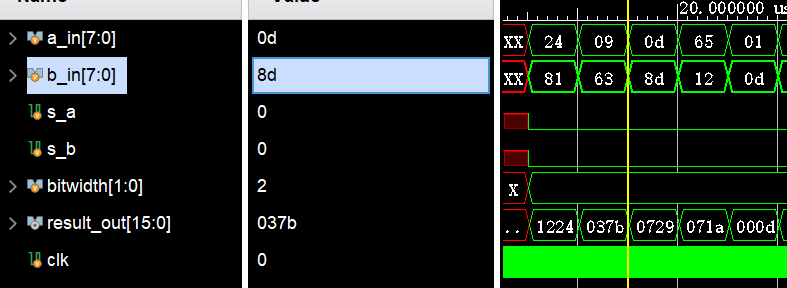 Name Value
20.000000 us
a_in[7:0] 0d XX 24 09 0d 65 01
b_in[7:0] 8d XX 81 63 8d 12 0d
s_a 0
s_b 0
bitwidth[1:0] 2 X
result_out[15:0] 037b .. 1224 037b 0729 071a 000d
clk 0